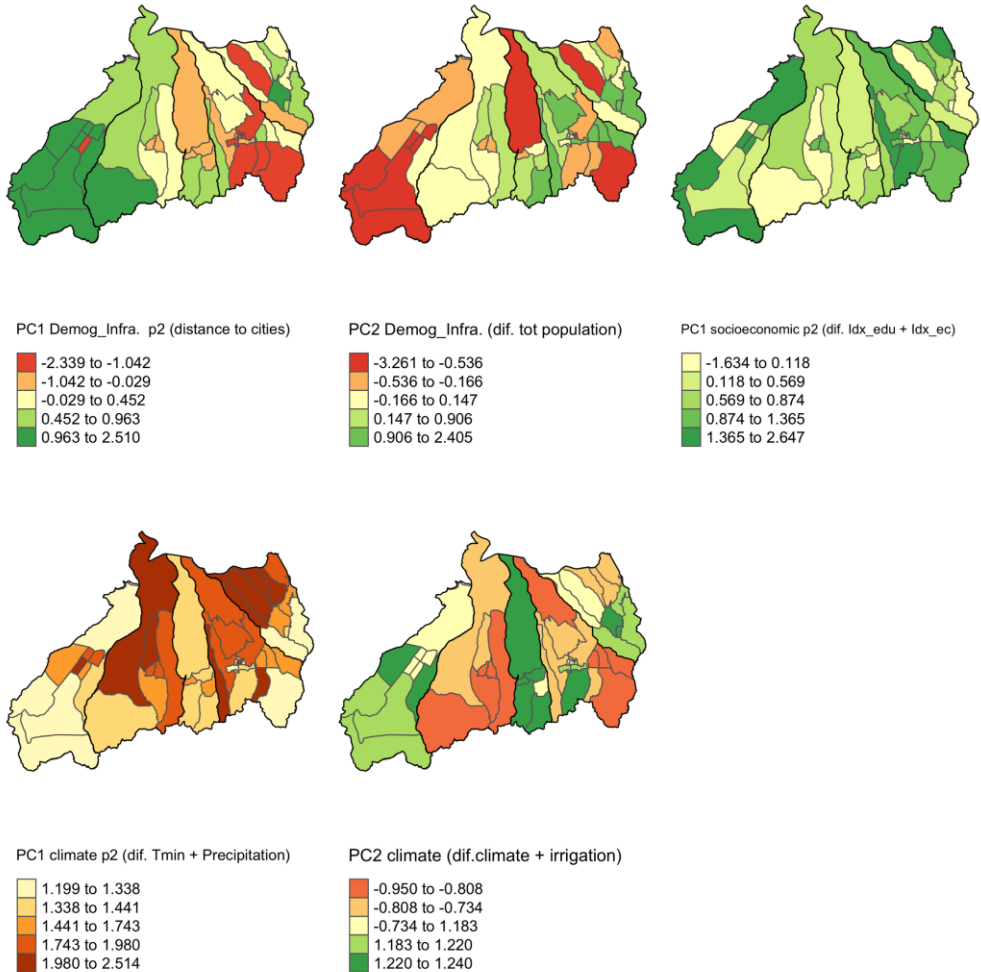 PC1 Demog_Infra. p2 (distance to cities)
-2.339 to -1.042
-1.042 to -0.029
-0.029 to 0.452
0.452 to 0.963
0.963 to 2.510
PC2 Demog_Infra. (dif. tot population)
-3.261 to -0.536
-0.536 to -0.166
-0.166 to 0.147
0.147 to 0.906
0.906 to 2.405
PC1 socioeconomic p2 (dif. Idx_edu + Idx_ec)
-1.634 to 0.118
0.118 to 0.569
0.569 to 0.874
0.874 to 1.365
1.365 to 2.647
PC1 climate p2 (dif. Tmin + Precipitation)
1.199 to 1.338
1.338 to 1.441
1.441 to 1.743
1.743 to 1.980
1.980 to 2.514
PC2 climate (dif.climate + irrigation)
-0.950 to -0.808
-0.808 to -0.734
-0.734 to 1.183
1.183 to 1.220
1.220 to 1.240